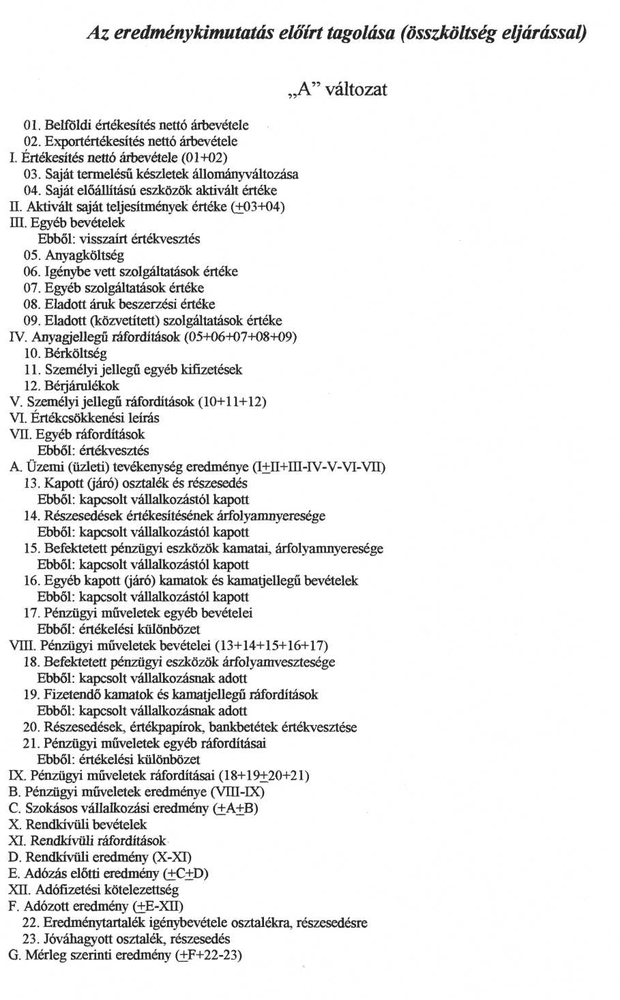 Az eredménykimutatás előírt tagolása (összköltség eljárással)
„A” változat
01. Belföldi értékesítés nettó árbevétele
02. Exportértékesítés nettó árbevétele
I. Értékesítés nettó árbevétele (01+02)
03. Saját termelésű készletek állományváltozása
04. Saját előállítású eszközök aktivált értéke
II. Aktivált saját teljesítmények értéke (±03+04)
III. Egyéb bevételek
Ebből: visszaírt értékvesztés
05. Anyagköltség
06. Igénybe vett szolgáltatások értéke
07. Egyéb szolgáltatások értéke
08. Eladott áruk beszerzési értéke
09. Eladott (közvetített) szolgáltatások értéke
IV. Anyagjellegű ráfordítások (05+06+07+08+09)
10. Bérköltség
11. Személyi jellegű egyéb kifizetések
12. Bérjárulékok
V. Személyi jellegű ráfordítások (10+11+12)
VI. Értékcsökkenési leírás
VII. Egyéb ráfordítások
Ebből: értékvesztés
A. Üzemi (üzleti) tevékenység eredménye (I±II+III-IV-V-VI-VII)
13. Kapott (járó) osztalék és részesedés
Ebből: kapcsolt vállalkozástól kapott
14. Részesedések értékesítésének árfolyamnyeresége
Ebből: kapcsolt vállalkozástól kapott
15. Befektetett pénzügyi eszközök kamatai, árfolyamnyeresége
Ebből: kapcsolt vállalkozástól kapott
16. Egyéb kapott (járó) kamatok és kamatjellegű bevételek
Ebből: kapcsolt vállalkozástól kapott
17. Pénzügyi műveletek egyéb bevételei
Ebből: értékelési különbözet
VIII. Pénzügyi műveletek bevételei (13+14+15+16+17)
18. Befektetett pénzügyi eszközök árfolyamvesztesége
Ebből: kapcsolt vállalkozásnak adott
19. Fizetendő kamatok és kamatjellegű ráfordítások
Ebből: kapcsolt vállalkozásnak adott
20. Részesedések, értékpapírok, bankbetétek értékvesztése
21. Pénzügyi műveletek egyéb ráfordításai
Ebből: értékelési különbözet
IX. Pénzügyi műveletek ráfordításai (18+19±20+21)
B. Pénzügyi műveletek eredménye (VIII-IX)
C. Szokásos vállalkozási eredmény (±A±B)
X. Rendkívüli bevételek
XI. Rendkívüli ráfordítások
D. Rendkívüli eredmény (X-XI)
E. Adózás előtti eredmény (±C±D)
XII. Adófizetési kötelezettség
F. Adózott eredmény (±E-XII)
22. Eredménytartalék igénybevétele osztalékra, részesedésre
23. Jóváhagyott osztalék, részesedés
G. Mérleg szerinti eredmény (±F+22-23)